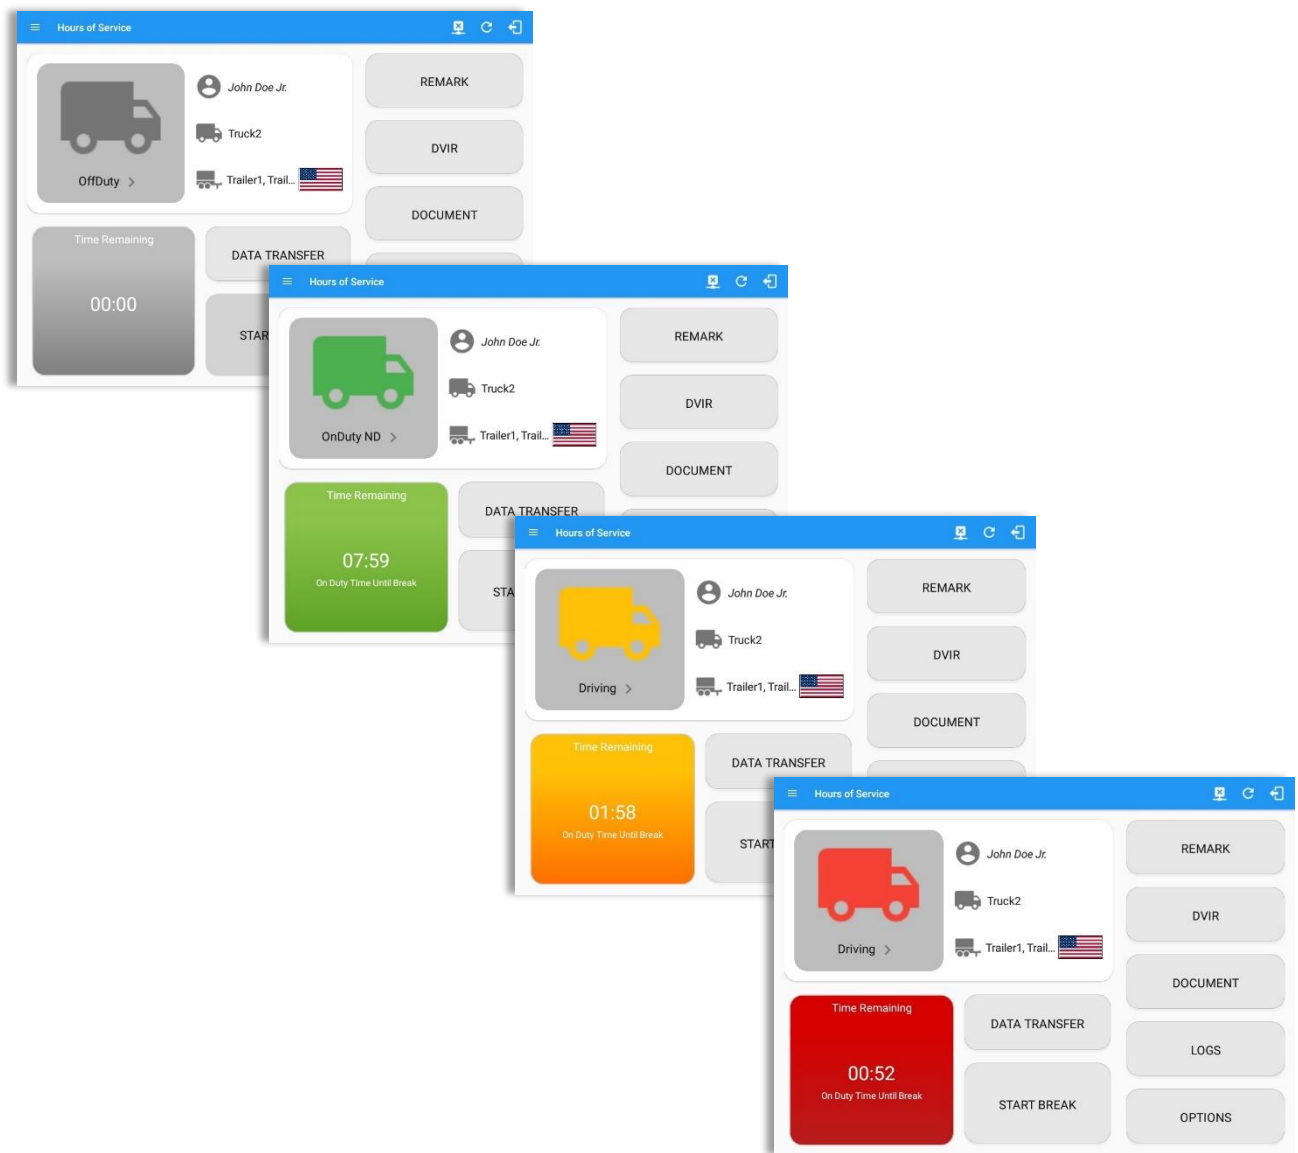 Hours of Service
John Doe Jr.
Truck2
Trailer1, Trail...
OffDuty
REMARK
DVIR
DOCUMENT
Time Remaining
00:00
DATA TRANSFER
STAR
Hours of Service
John Doe Jr.
Truck2
Trailer1, Trail...
OnDuty ND
REMARK
DVIR
DOCUMENT
Time Remaining
07:59
On Duty Time Until Break
DATA TRANSFER
STA
Hours of Service
John Doe Jr.
Truck2
Trailer1, Trail...
Driving
REMARK
DVIR
DOCUMENT
Time Remaining
01:58
On Duty Time Until Break
DATA TRANSFER
START
Hours of Service
John Doe Jr.
Truck2
Trailer1, Trail...
Driving
REMARK
DVIR
DOCUMENT
LOGS
OPTIONS
Time Remaining
00:52
On Duty Time Until Break
DATA TRANSFER
START BREAK